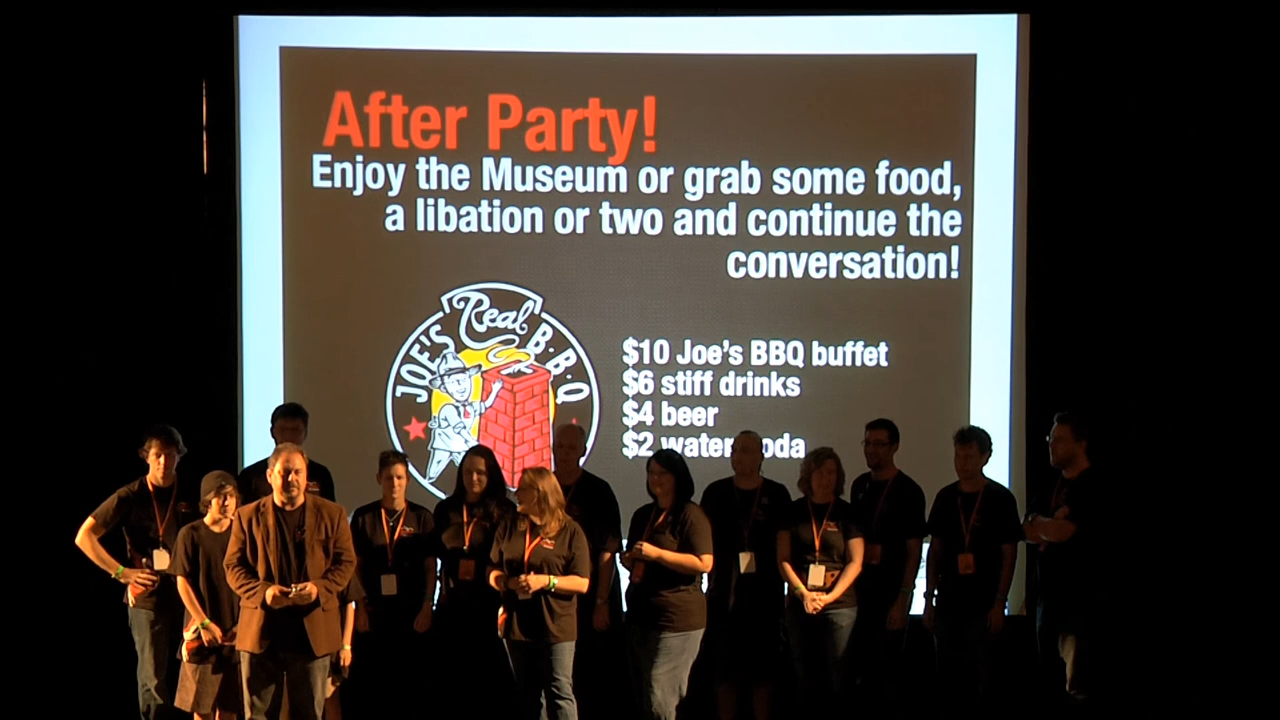 After Party!
Enjoy the Museum or grab some food,
a libation or two and continue the
conversation!
JOE'S Real B·B·Q
$10 Joe's BBQ buffet
$6 stiff drinks
$4 beer
$2 water